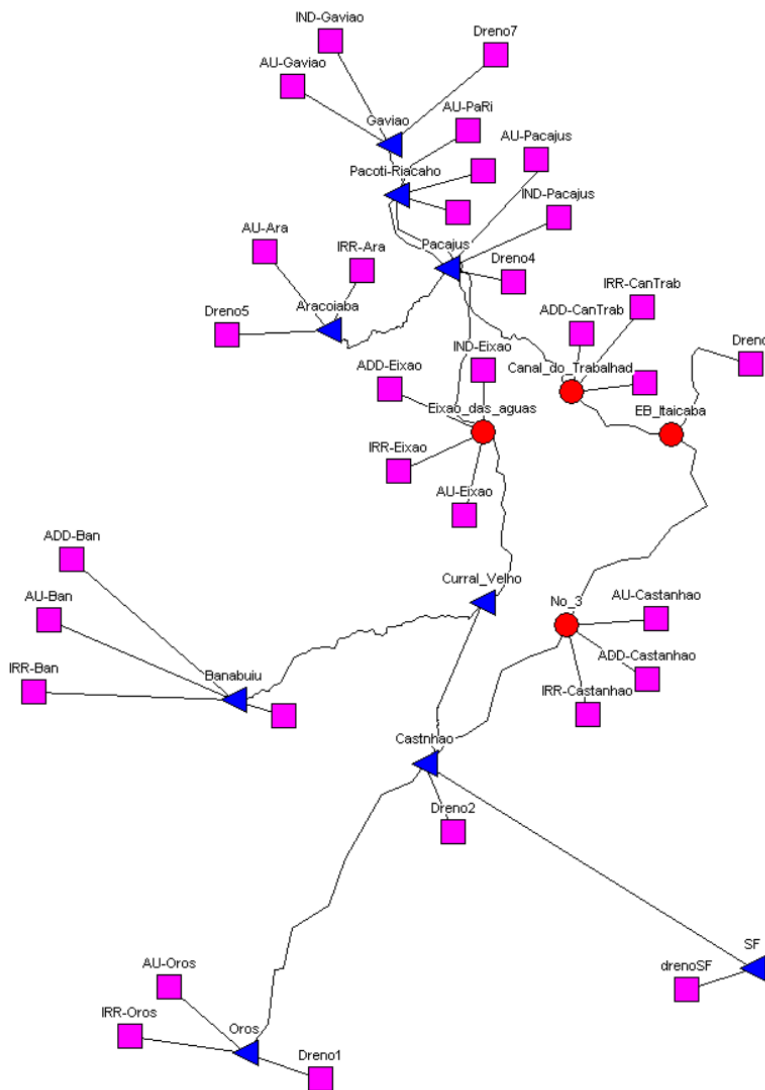 IND-Gaviao
Dreno7
AU-Gaviao
AU-PaRi
Gaviao
AU-Pacajus
Pacoti-Riacaho
IND-Pacajus
AU-Ara
IRR-Ara
Pacajus
Dreno4
IRR-CanTrab
Dreno5
Aracoiaba
ADD-CanTrab
IND-Eixao
Dreno
ADD-Eixao
Canal_do_Trabalhad
Eixao_das_aguas
EB_Itaicaba
IRR-Eixao
AU-Eixao
ADD-Ban
Curral_Velho
No_3
AU-Ban
AU-Castanhao
ADD-Castanhao
IRR-Ban
Banabuiu
IRR-Castanhao
Castnhao
Dreno2
SF
AU-Oros
drenoSF
IRR-Oros
Oros
Dreno1